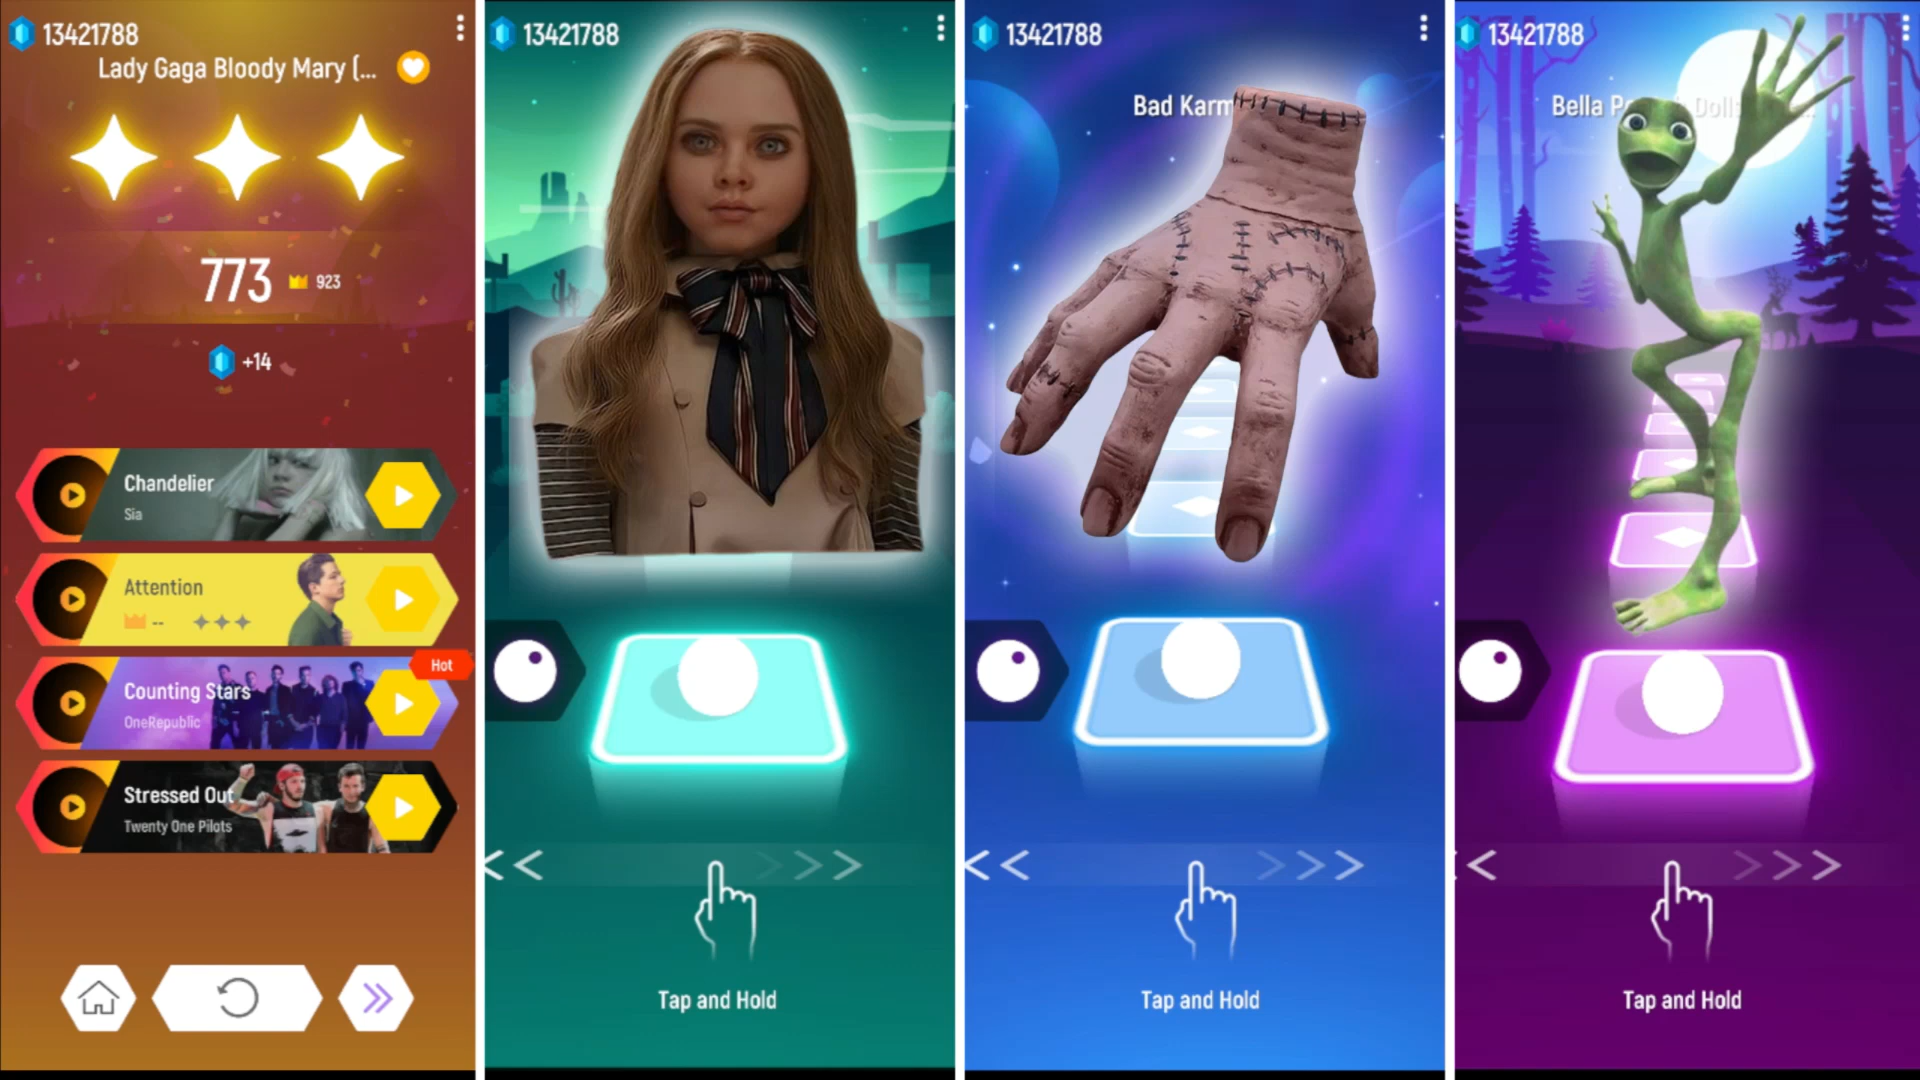 13421788
Lady Gaga Bloody Mary (...
773
923
+14
Chandelier
Sia
Attention
--
Hot
Counting Stars
OneRepublic
Stressed Out
Twenty One Pilots
13421788
Tap and Hold
13421788
Bad Karm
Tap and Hold
13421788
Bella P
Doll
Tap and Hold